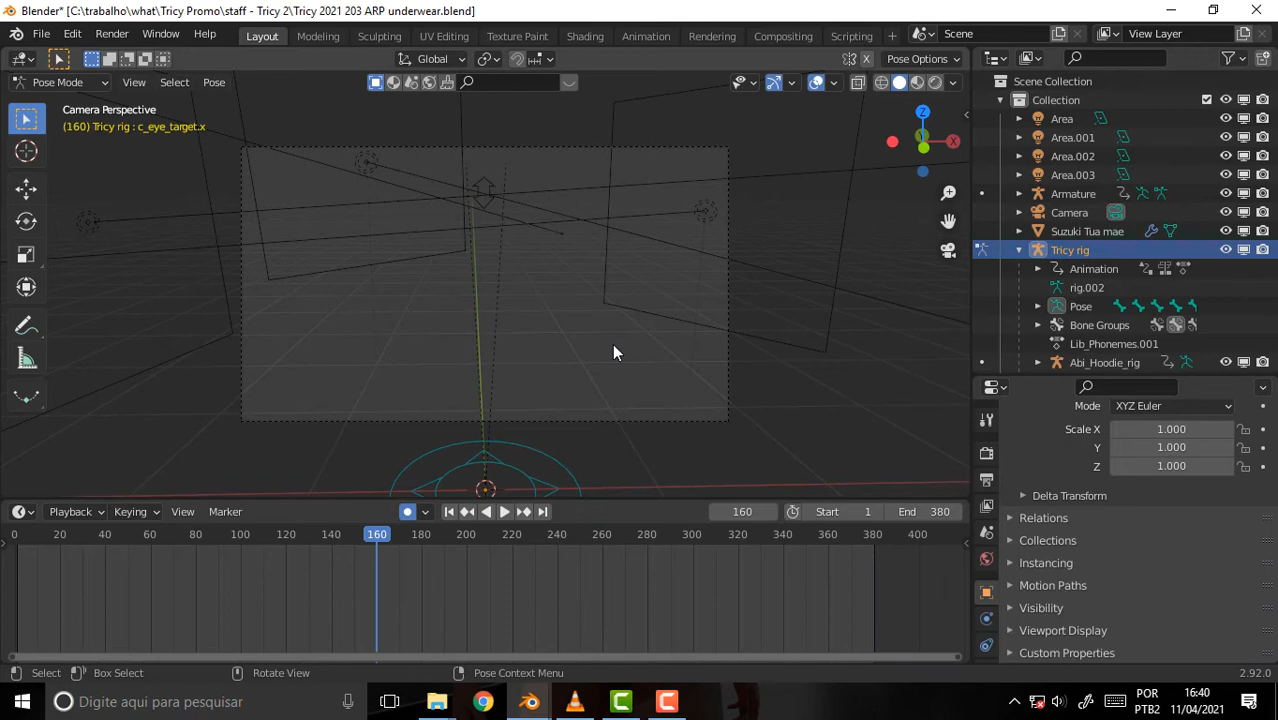 Blender* [C:\trabalho\what\Tricy Promo\staff - Tricy 2\Tricy 2021 203 ARP underwear.blend]
File Edit Render Window Help
Layout Modeling Sculpting UV Editing Texture Paint Shading Animation Rendering Compositing Scripting +
Scene
View Layer
Global
Pose Options
Pose Mode View Select Pose
Camera Perspective
(160) Tricy rig : c_eye_target.x
Z
X
Scene Collection
Collection
Area
Area.001
Area.002
Area.003
Armature
Camera
Suzuki Tua mae
Tricy rig
Animation
rig.002
Pose
Bone Groups
Lib_Phonemes.001
Abi_Hoodie_rig
Mode XYZ Euler
Scale X 1.000
Y 1.000
Z 1.000
Delta Transform
Relations
Collections
Instancing
Motion Paths
Visibility
Viewport Display
Custom Properties
Playback Keying View Marker
160 Start 1 End 380
0 20 40 60 80 100 120 140 160 180 200 220 240 260 280 300 320 340 360 380 400
Select Box Select Rotate View Pose Context Menu 2.92.0
Digite aqui para pesquisar
POR
PTB2
16:40
11/04/2021